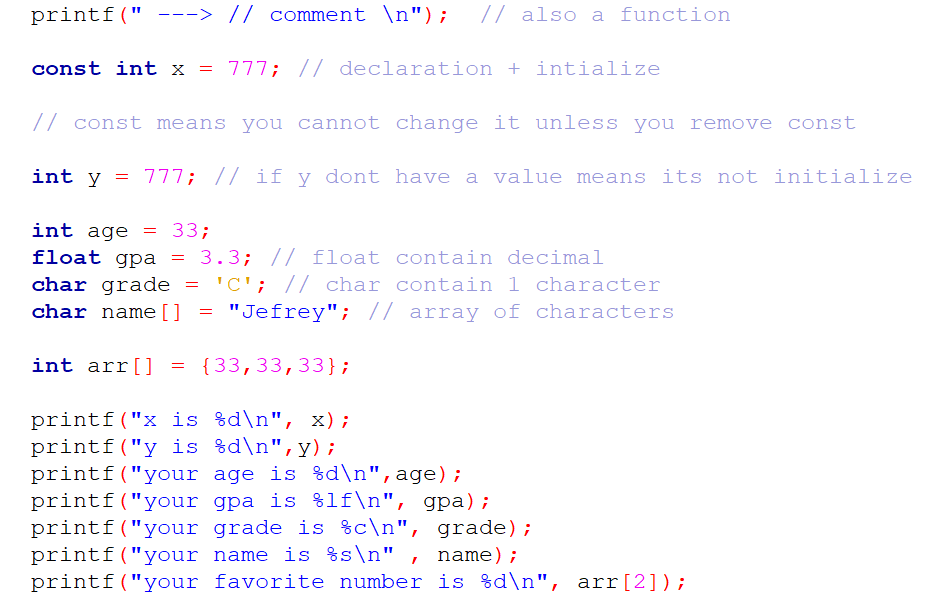 printf(" ---> // comment \n");  // also a function
const int x = 777; // declaration + intialize
// const means you cannot change it unless you remove const
int y = 777; // if y dont have a value means its not initialize
int age = 33;
float gpa = 3.3; // float contain decimal
char grade = 'C'; // char contain 1 character
char name[] = "Jefrey"; // array of characters
int arr[] = {33,33,33};
printf("x is %d\n", x);
printf("y is %d\n",y);
printf("your age is %d\n",age);
printf("your gpa is %lf\n", gpa);
printf("your grade is %c\n", grade);
printf("your name is %s\n" , name);
printf("your favorite number is %d\n", arr[2]);